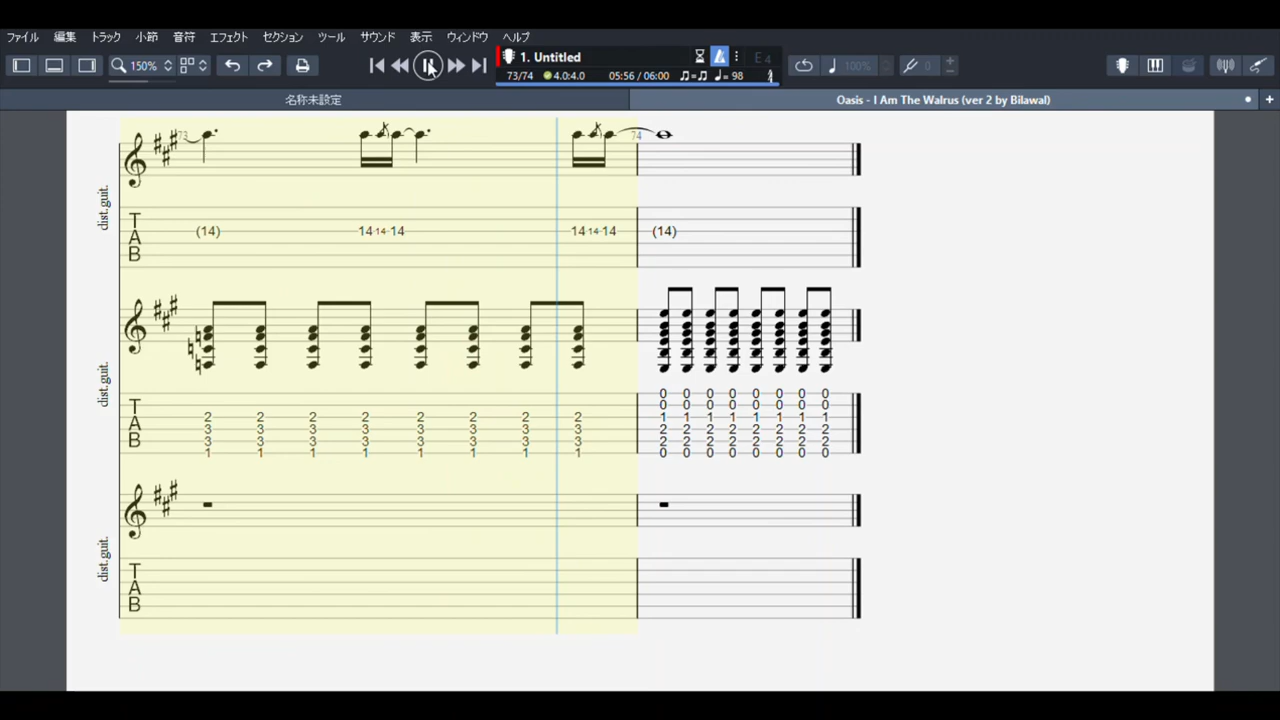 ファイル 編集 トラック 小節 音符 エフェクト セクション ツール サウンド 表示 ウィンドウ ヘルプ
150%
1. Untitled
E 4
73/74 4.0:4.0 05:56 / 06:00 ♫=♫ ♩= 98
100%
0
名称未設定
Oasis - I Am The Walrus (ver 2 by Bilawal)
73 74
dist.guit.
T
A
B
(14) 14 14 14 14 14 14 (14)
dist.guit.
T
A
B
0 0 0 0 0 0 0 0
0 0 0 0 0 0 0 0
2 2 2 2 2 2 2 2 1 1 1 1 1 1 1 1
3 3 3 3 3 3 3 3 2 2 2 2 2 2 2 2
3 3 3 3 3 3 3 3 2 2 2 2 2 2 2 2
1 1 1 1 1 1 1 1 0 0 0 0 0 0 0 0
dist.guit.
T
A
B